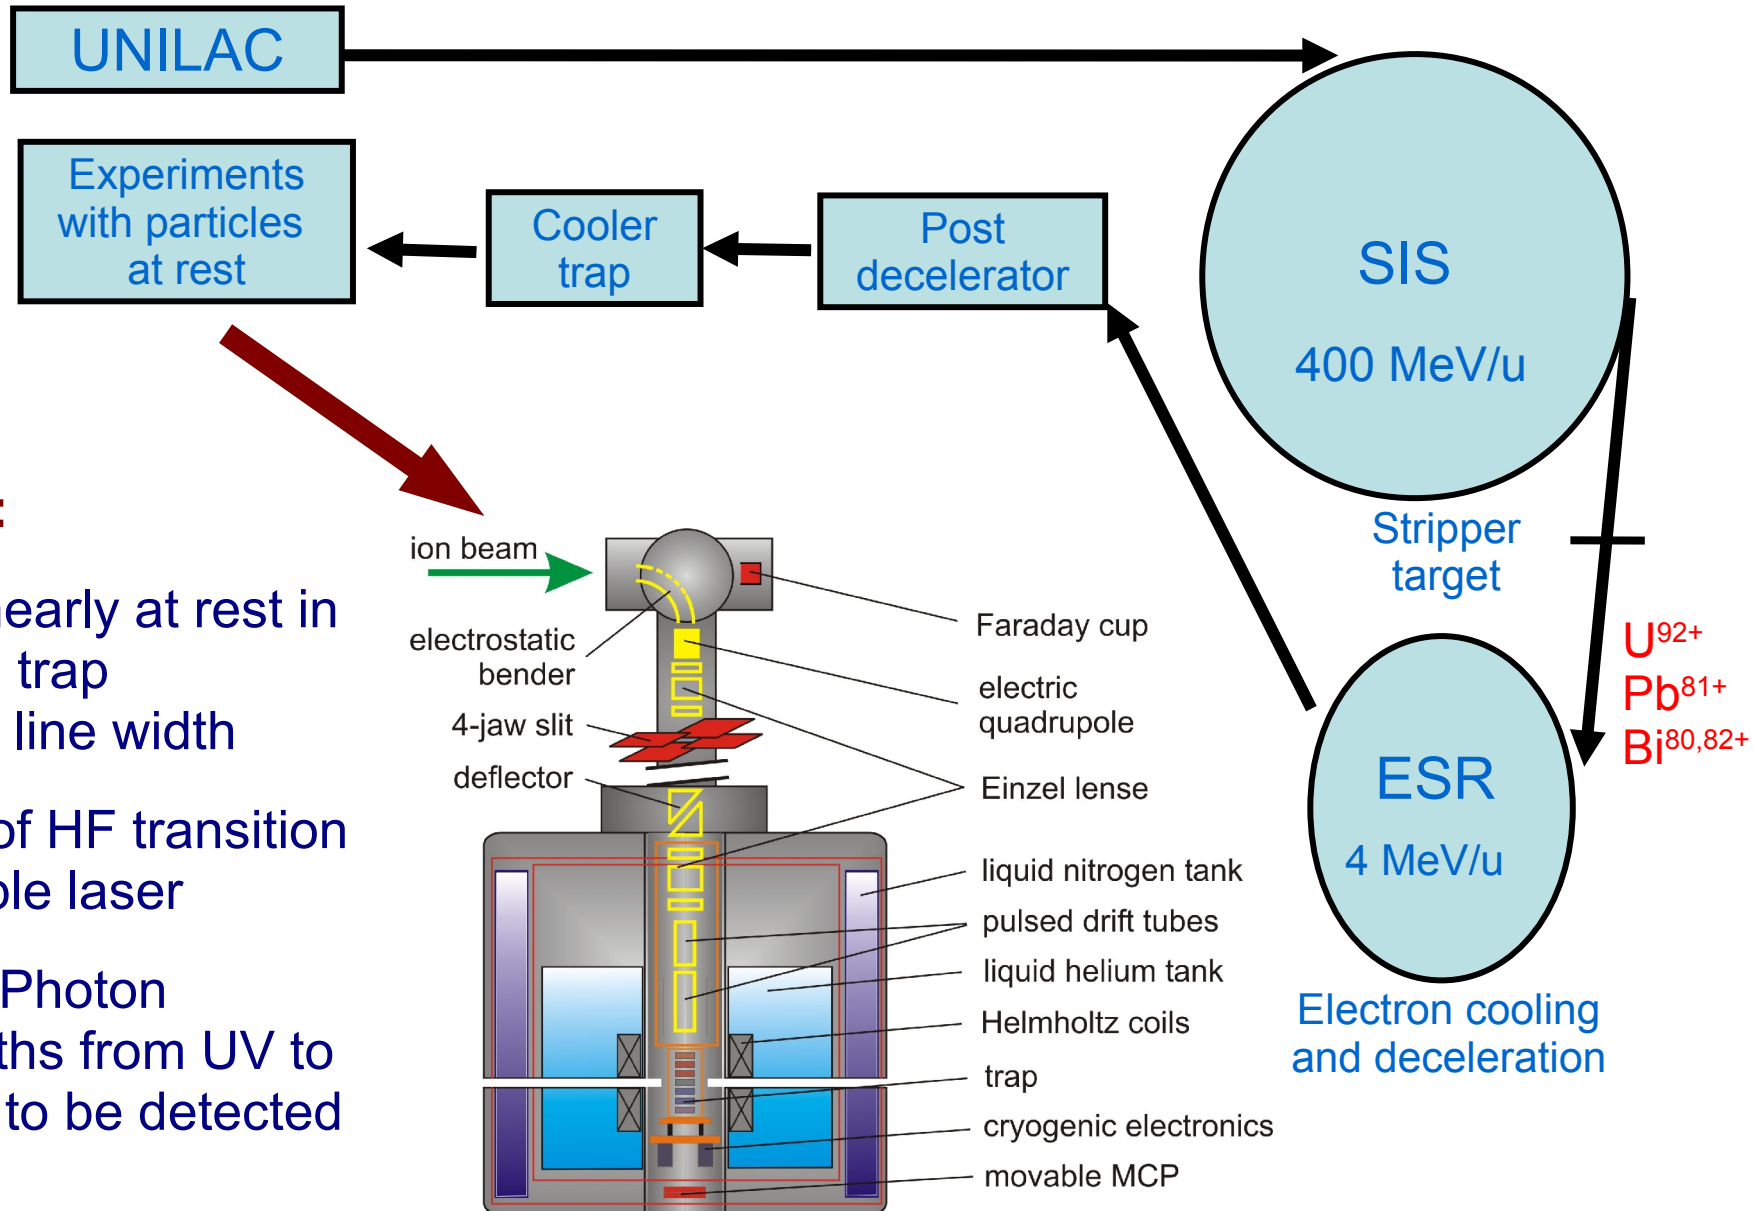 UNILAC
Experiments
with particles
at rest
Cooler
trap
Post
decelerator
SIS
400 MeV/u
Stripper
target
U92+
Pb81+
Bi80,82+
ESR
4 MeV/u
Electron cooling
and deceleration
:
nearly at rest in
trap
line width
of HF transition
laser
Photon
from UV to
to be detected
ion beam
electrostatic
bender
4-jaw slit
deflector
Faraday cup
electric
quadrupole
Einzel lense
liquid nitrogen tank
pulsed drift tubes
liquid helium tank
Helmholtz coils
trap
cryogenic electronics
movable MCP